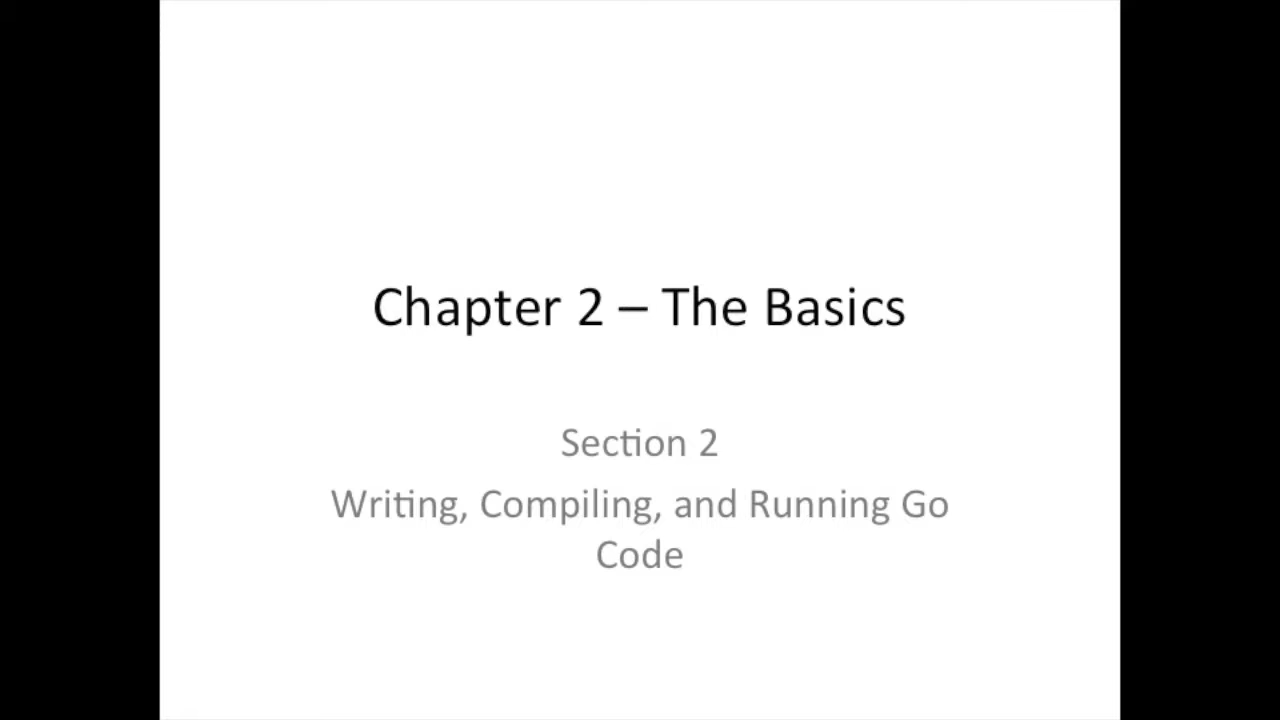 Chapter 2 – The Basics
Section 2
Writing, Compiling, and Running Go
Code